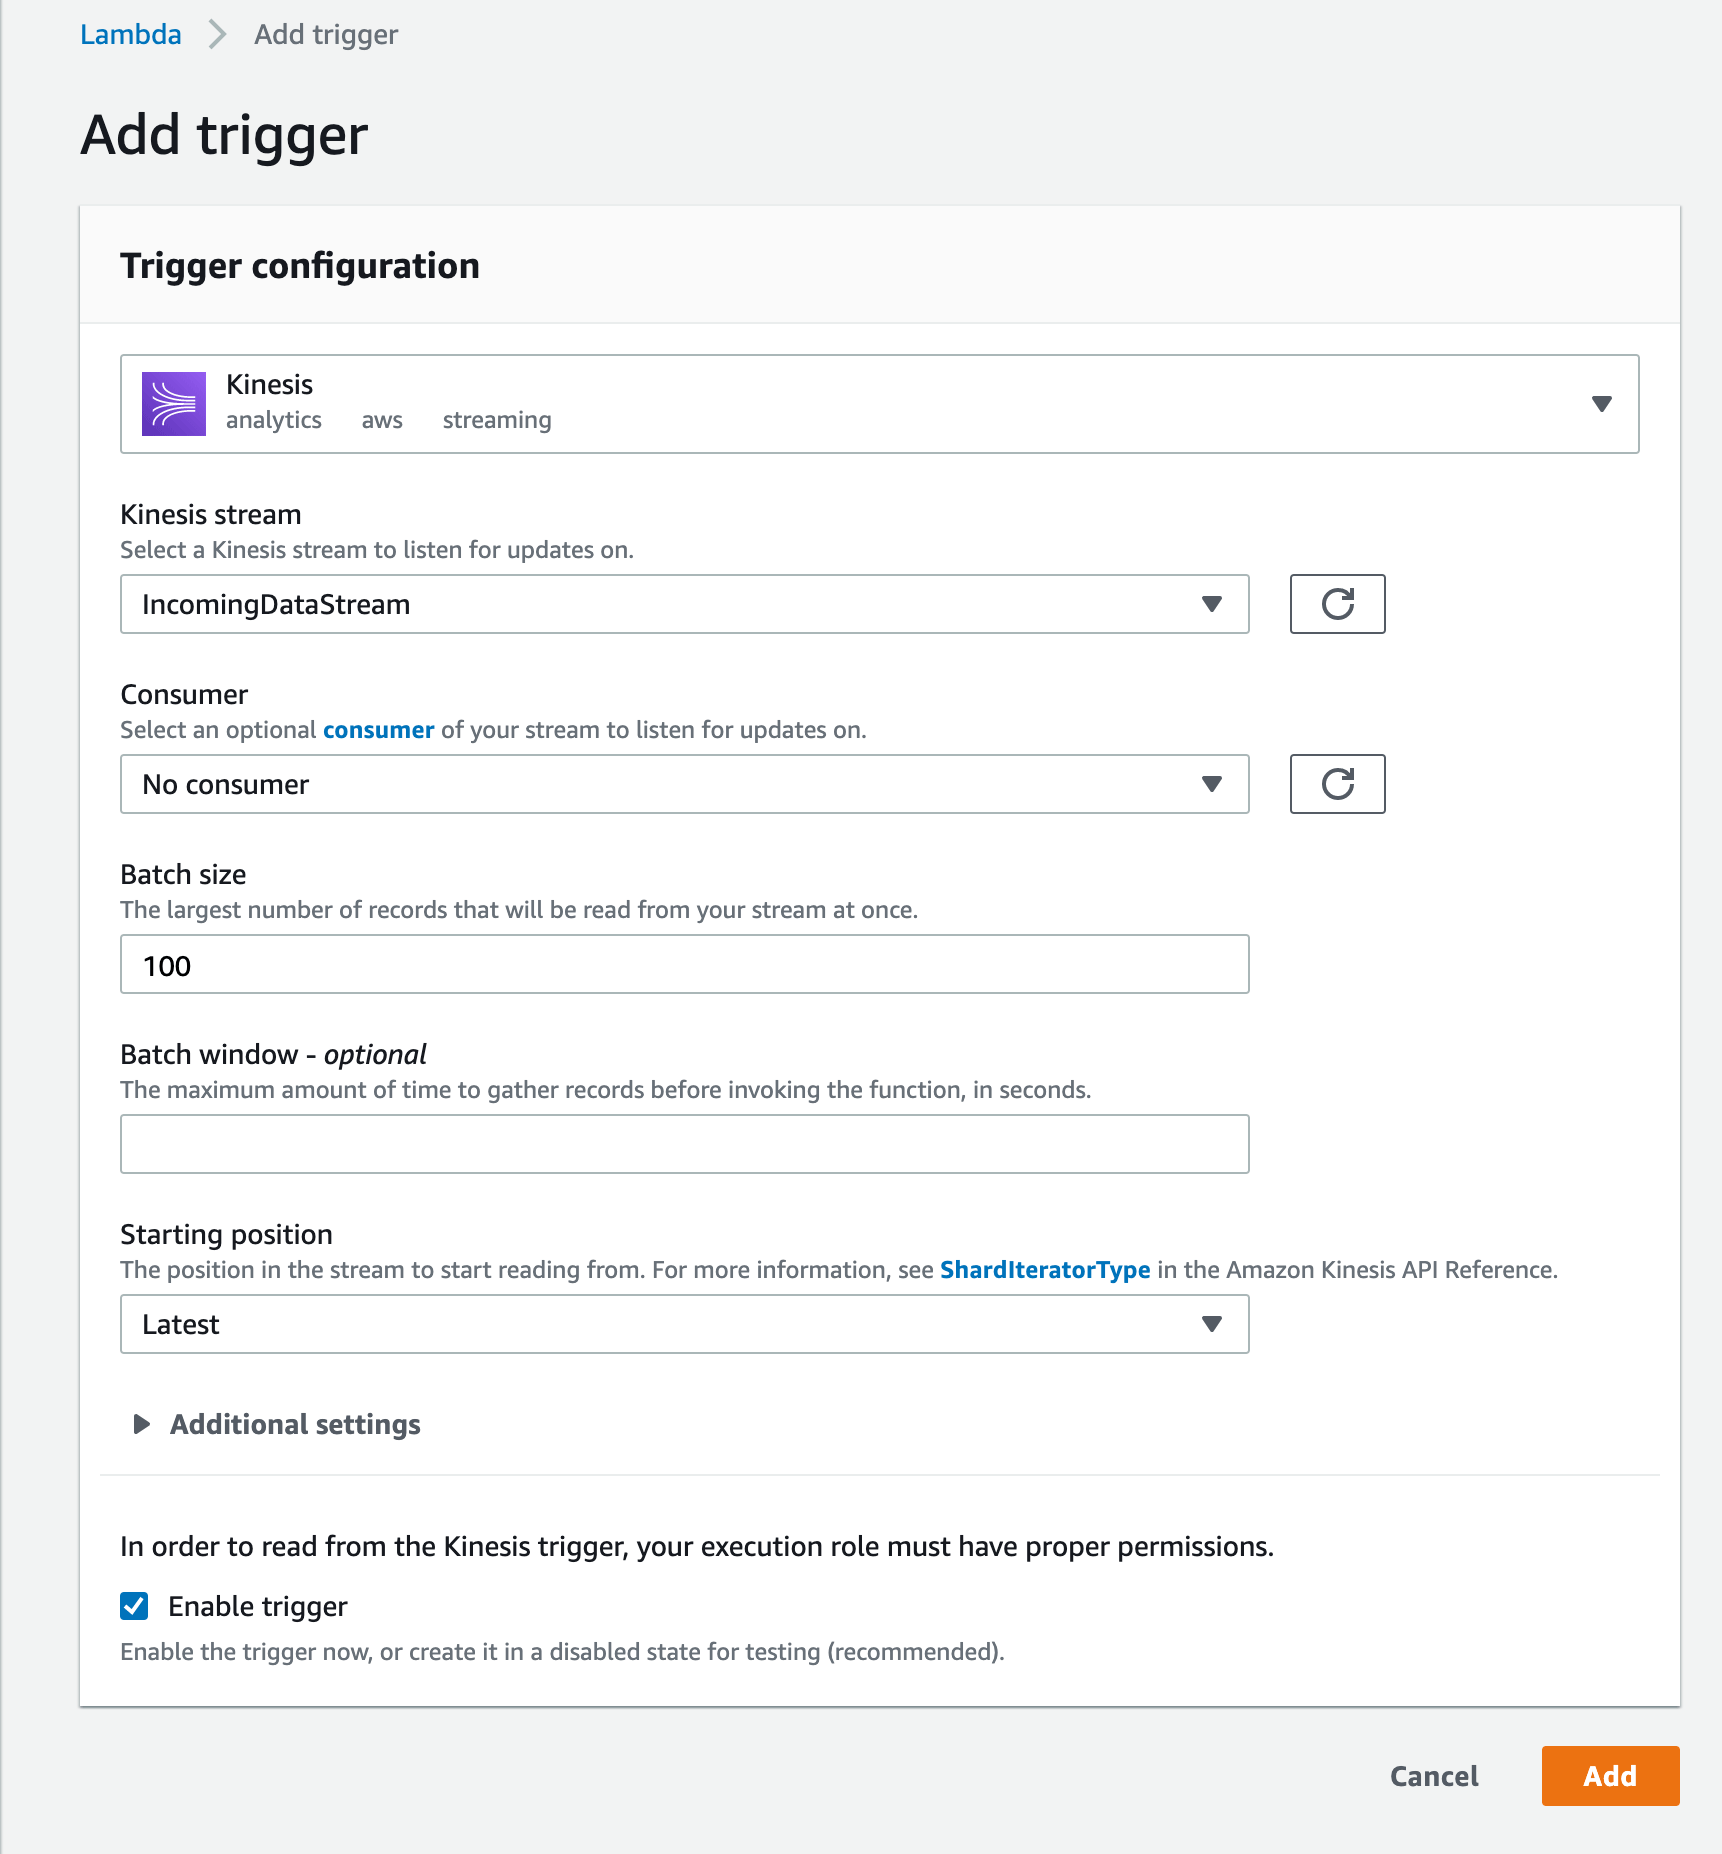 Lambda > Add trigger
Add trigger
Trigger configuration
Kinesis
analytics aws streaming
Kinesis stream
Select a Kinesis stream to listen for updates on.
IncomingDataStream
Consumer
Select an optional consumer of your stream to listen for updates on.
No consumer
Batch size
The largest number of records that will be read from your stream at once.
100
Batch window - optional
The maximum amount of time to gather records before invoking the function, in seconds.
Starting position
The position in the stream to start reading from. For more information, see ShardIteratorType in the Amazon Kinesis API Reference.
Latest
Additional settings
In order to read from the Kinesis trigger, your execution role must have proper permissions.
Enable trigger
Enable the trigger now, or create it in a disabled state for testing (recommended).
Cancel Add